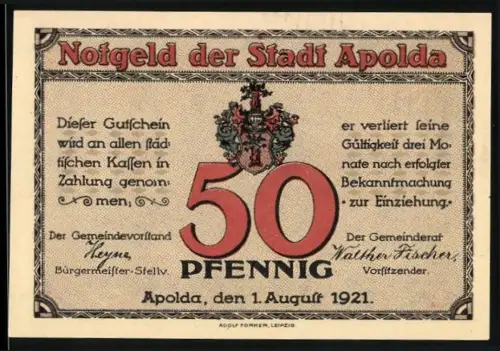 Notgeld der Stadt Apolda
Dieser Gutschein
wird an allen städ-
tischen Kassen in
Zahlung genom-
men;
er verliert seine
Gültigkeit drei Mo-
nate nach erfolgter
Bekanntmachung
zur Einziehung.
50
PFENNIG
Der Gemeindevorstand
Heyne
Bürgermeister-Stellv.
Der Gemeinderat
Walther Fischer
Vorsitzender.
Apolda, den 1. August 1921.
ADOLF FORKER, LEIPZIG.